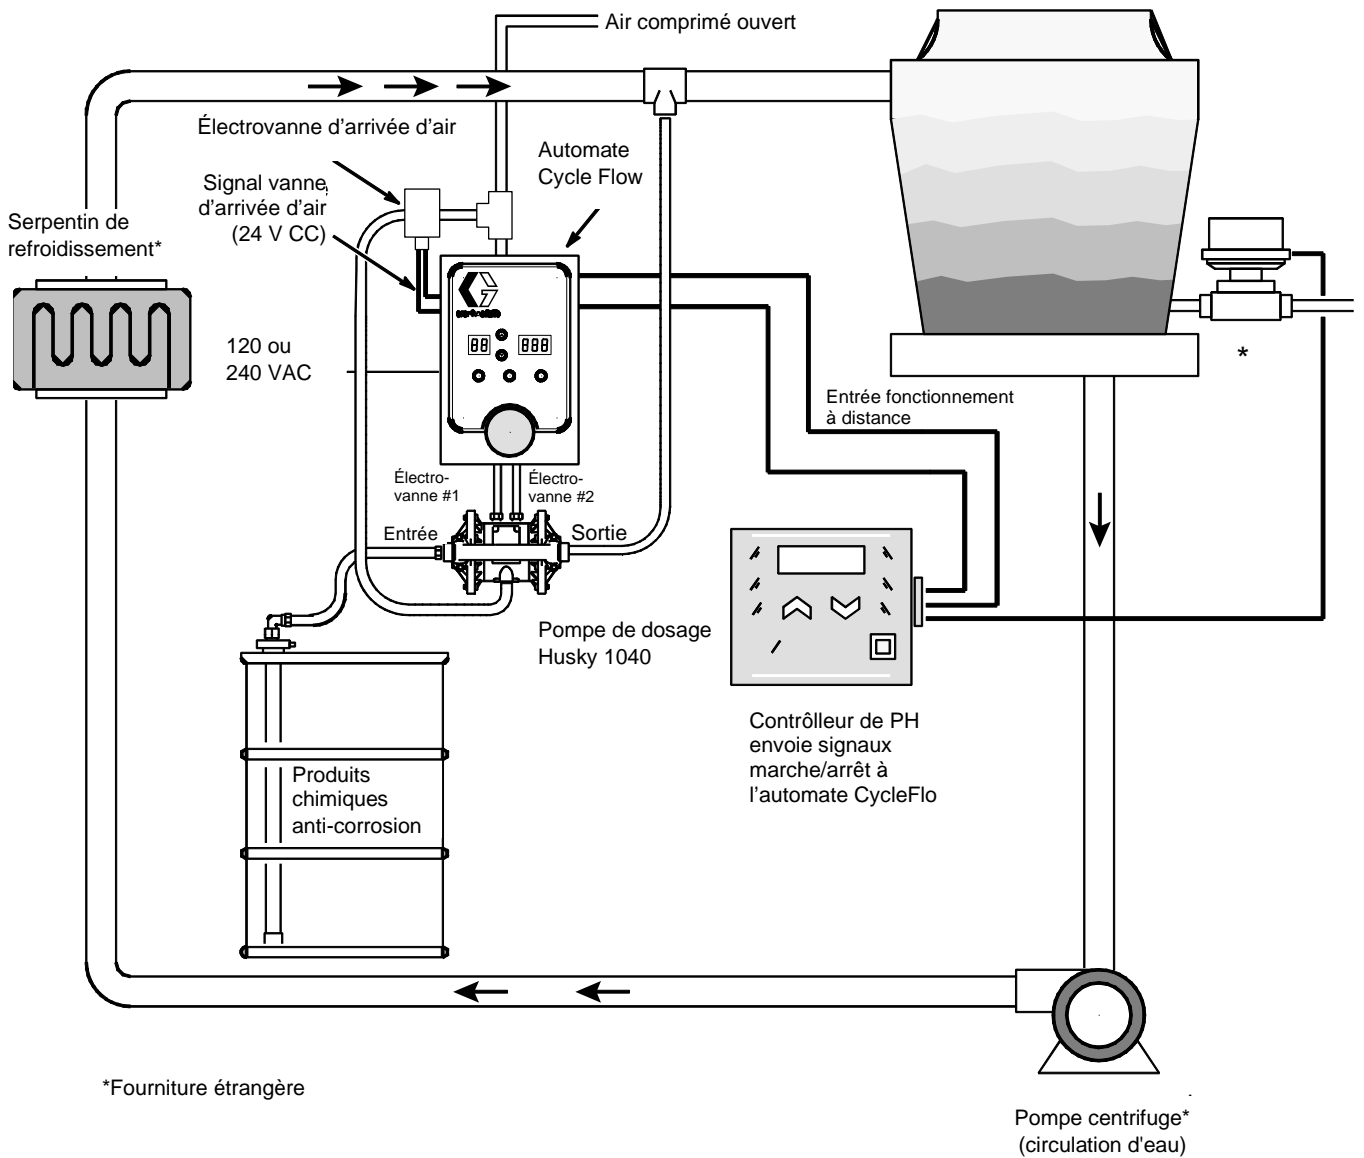 Air comprimé ouvert
Électrovanne d'arrivée d'air
Automate
Cycle Flow
Signal vanne
d'arrivée d'air
(24 V CC)
Serpentin de
refroidissement*
120 ou
240 VAC
*
Entrée fonctionnement
à distance
Électro-
vanne #1
Électro-
vanne #2
Entrée
Sortie
Pompe de dosage
Husky 1040
Contrôlleur de PH
envoie signaux
marche/arrêt à
l'automate CycleFlo
Produits
chimiques
anti-corrosion
*Fourniture étrangère
Pompe centrifuge*
(circulation d'eau)